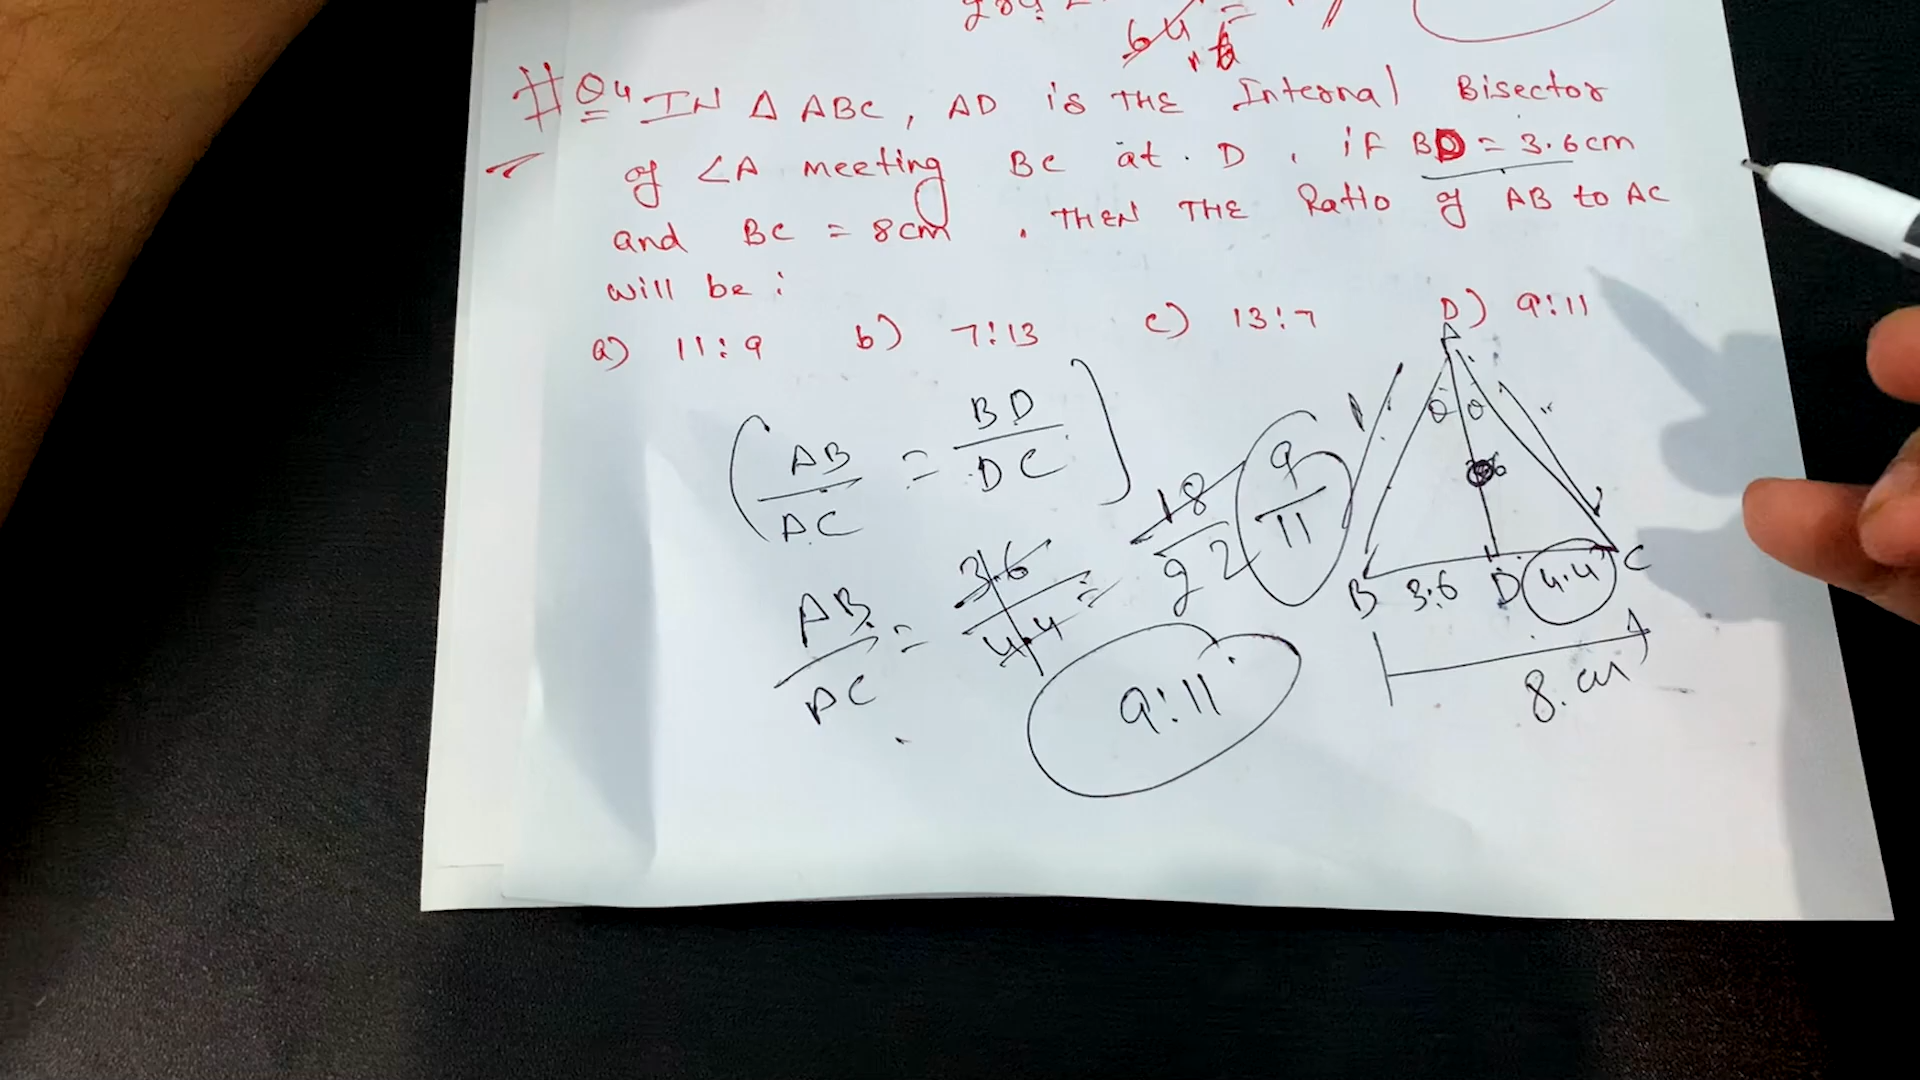 64
# Q4 IN Δ ABC, AD is THE Internal Bisector
of ∠A meeting BC at D. if BD = 3.6cm
and BC = 8cm. THEN THE Ratio of AB to AC
will be:
a) 11:9 b) 7:13 c) 13:7 D) 9:11
(AB/AC = BD/DC)
AB/AC = 3.6/4.4 = 18/22 9/11
9:11
A
θ θ
B 3.6 D 4.4 C
8.cm